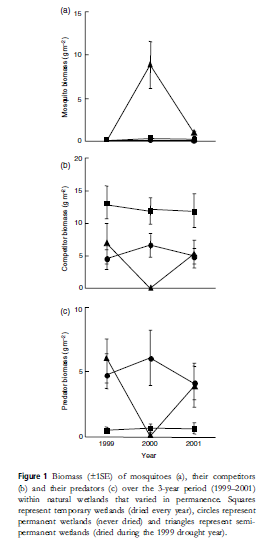 (a)
15
10
5
0
Mosquito biomass (g m⁻²)
(b)
20
15
10
5
0
Competitor biomass (g m⁻²)
(c)
10
5
0
Predator biomass (g m⁻²)
1999 2000 2001
Year
Figure 1 Biomass (±1SE) of mosquitoes (a), their competitors
(b) and their predators (c) over the 3-year period (1999–2001)
within natural wetlands that varied in permanence. Squares
represent temporary wetlands (dried every year), circles represent
permanent wetlands (never dried) and triangles represent semi-
permanent wetlands (dried during the 1999 drought year).